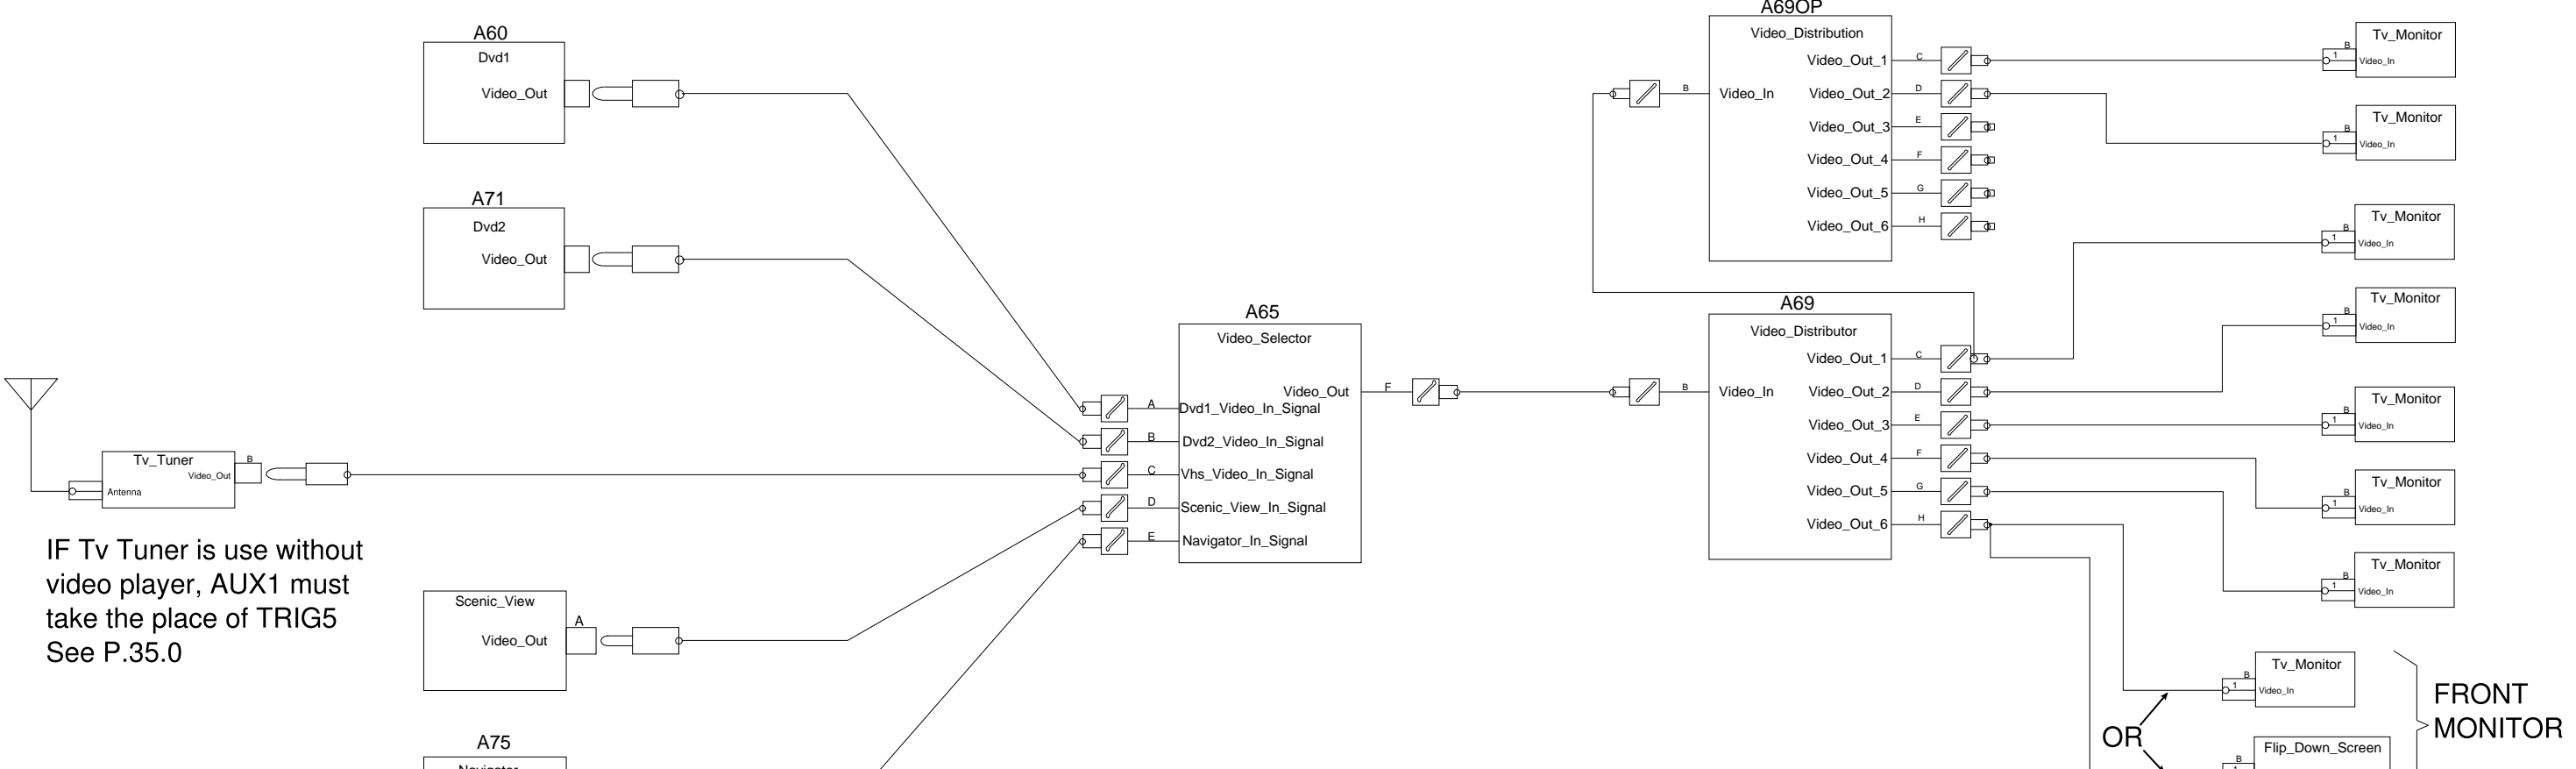 A60
Dvd1
Video_Out
A71
Dvd2
Video_Out
Tv_Tuner
Video_Out
B
Antenna
IF Tv Tuner is use without
video player, AUX1 must
take the place of TRIG5
See P.35.0
Scenic_View
Video_Out
A
A75
A65
Video_Selector
Video_Out
F
A
Dvd1_Video_In_Signal
B
Dvd2_Video_In_Signal
C
Vhs_Video_In_Signal
D
Scenic_View_In_Signal
E
Navigator_In_Signal
A69OP
Video_Distribution
B
Video_In
Video_Out_1
C
Video_Out_2
D
Video_Out_3
E
Video_Out_4
F
Video_Out_5
G
Video_Out_6
H
A69
Video_Distributor
B
Video_In
Video_Out_1
C
Video_Out_2
D
Video_Out_3
E
Video_Out_4
F
Video_Out_5
G
Video_Out_6
H
Tv_Monitor
B
1
Video_In
Tv_Monitor
B
1
Video_In
Tv_Monitor
B
1
Video_In
Tv_Monitor
B
1
Video_In
Tv_Monitor
B
1
Video_In
Tv_Monitor
B
1
Video_In
Tv_Monitor
B
1
Video_In
Tv_Monitor
B
1
Video_In
OR
FRONT
MONITOR
Flip_Down_Screen
B